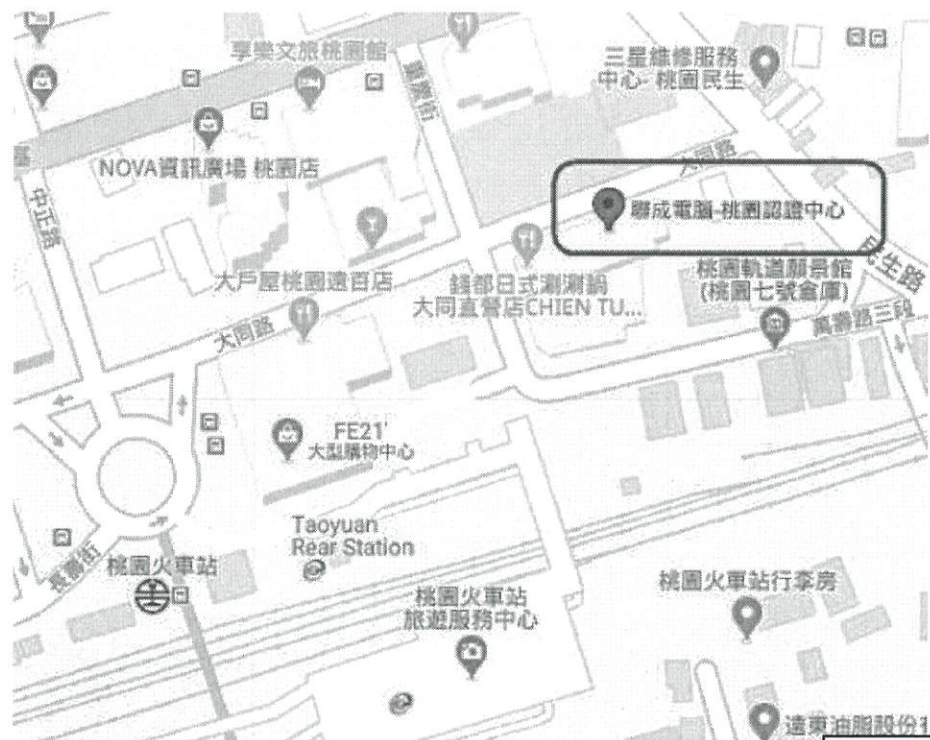 享樂文旅桃園館
三星維修服務
中心- 桃園民生
復興路
NOVA資訊廣場 桃園店
大同路
中正路
聯成電腦-桃園認證中心
民生路
大戶屋桃園遠百店
錢都日式涮涮鍋
大同直營店CHIEN TU...
桃園軌道願景館
(桃園七號倉庫)
大同路
萬壽路三段
FE21'
大型購物中心
Taoyuan
Rear Station
長壽街
桃園火車站
桃園火車站
旅遊服務中心
桃園火車站行李房
遠東油脂股份1